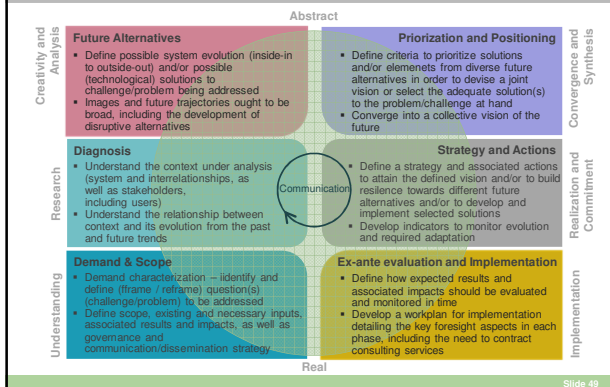 Abstract
Creativity and
Analysis
Future Alternatives
▪ Define possible system evolution (inside-in
to outside-out) and/or possible
(technological) solutions to
challenge/problem being addressed
▪ Images and future trajectories ought to be
broad, including the development of
disruptive alternatives
Priorization and Positioning
▪ Define criteria to prioritize solutions
and/or elemenets from diverse future
alternatives in order to devise a joint
vision or select the adequate solution(s) to
to the problem/challenge at hand
▪ Converge into a collective vision of the
future
Convergence and
Synthesis
Research
Diagnosis
▪ Understand the context under analysis
(system and interrelationships, as
well as stakeholders,
including users)
▪ Understand the relationship between
context and its evolution from the past
and future trends
Communication
Strategy and Actions
▪ Define a strategy and associated actions
to attain the defined vision and/or to build
resilence towards different future
alternatives and/or to develop and
implement selected solutions
▪ Develop indicators to monitor evolution
and required adaptation
Realization and
Commitment
Understanding
Demand & Scope
▪ Demand characterization – iidentify and
define (fframe / rframe) question(s)
(challenge/problem) to be addressed
▪ Define scope, existing and necessary inputs,
associated results and impacts, as well as
governance and
communication/dissemination strategy
Ex-ante evaluation and Implementation
▪ Define how expected results and
associated impacts should be evaluated
and monitored in time
▪ Develop a workplan for implementation
detailing the key foresight aspects in each
phase, including the need to contract
consulting services
Implementation
Real
Slide 49